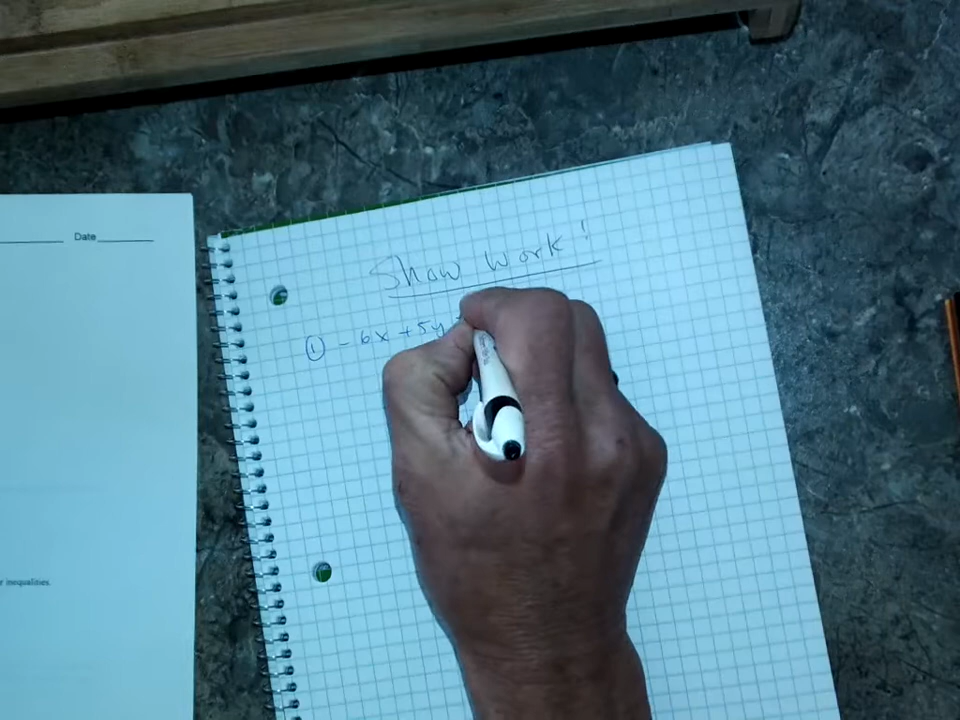 Date
Show Work!
① -6x + 5y
r inequalities.